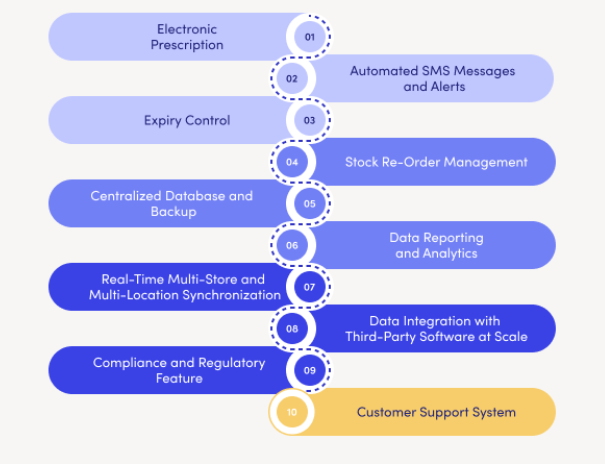 Electronic
Prescription
01
02
Automated SMS Messages
and Alerts
Expiry Control
03
04
Stock Re-Order Management
Centralized Database and
Backup
05
06
Data Reporting
and Analytics
Real-Time Multi-Store and
Multi-Location Synchronization
07
08
Data Integration with
Third-Party Software at Scale
Compliance and Regulatory
Feature
09
10
Customer Support System